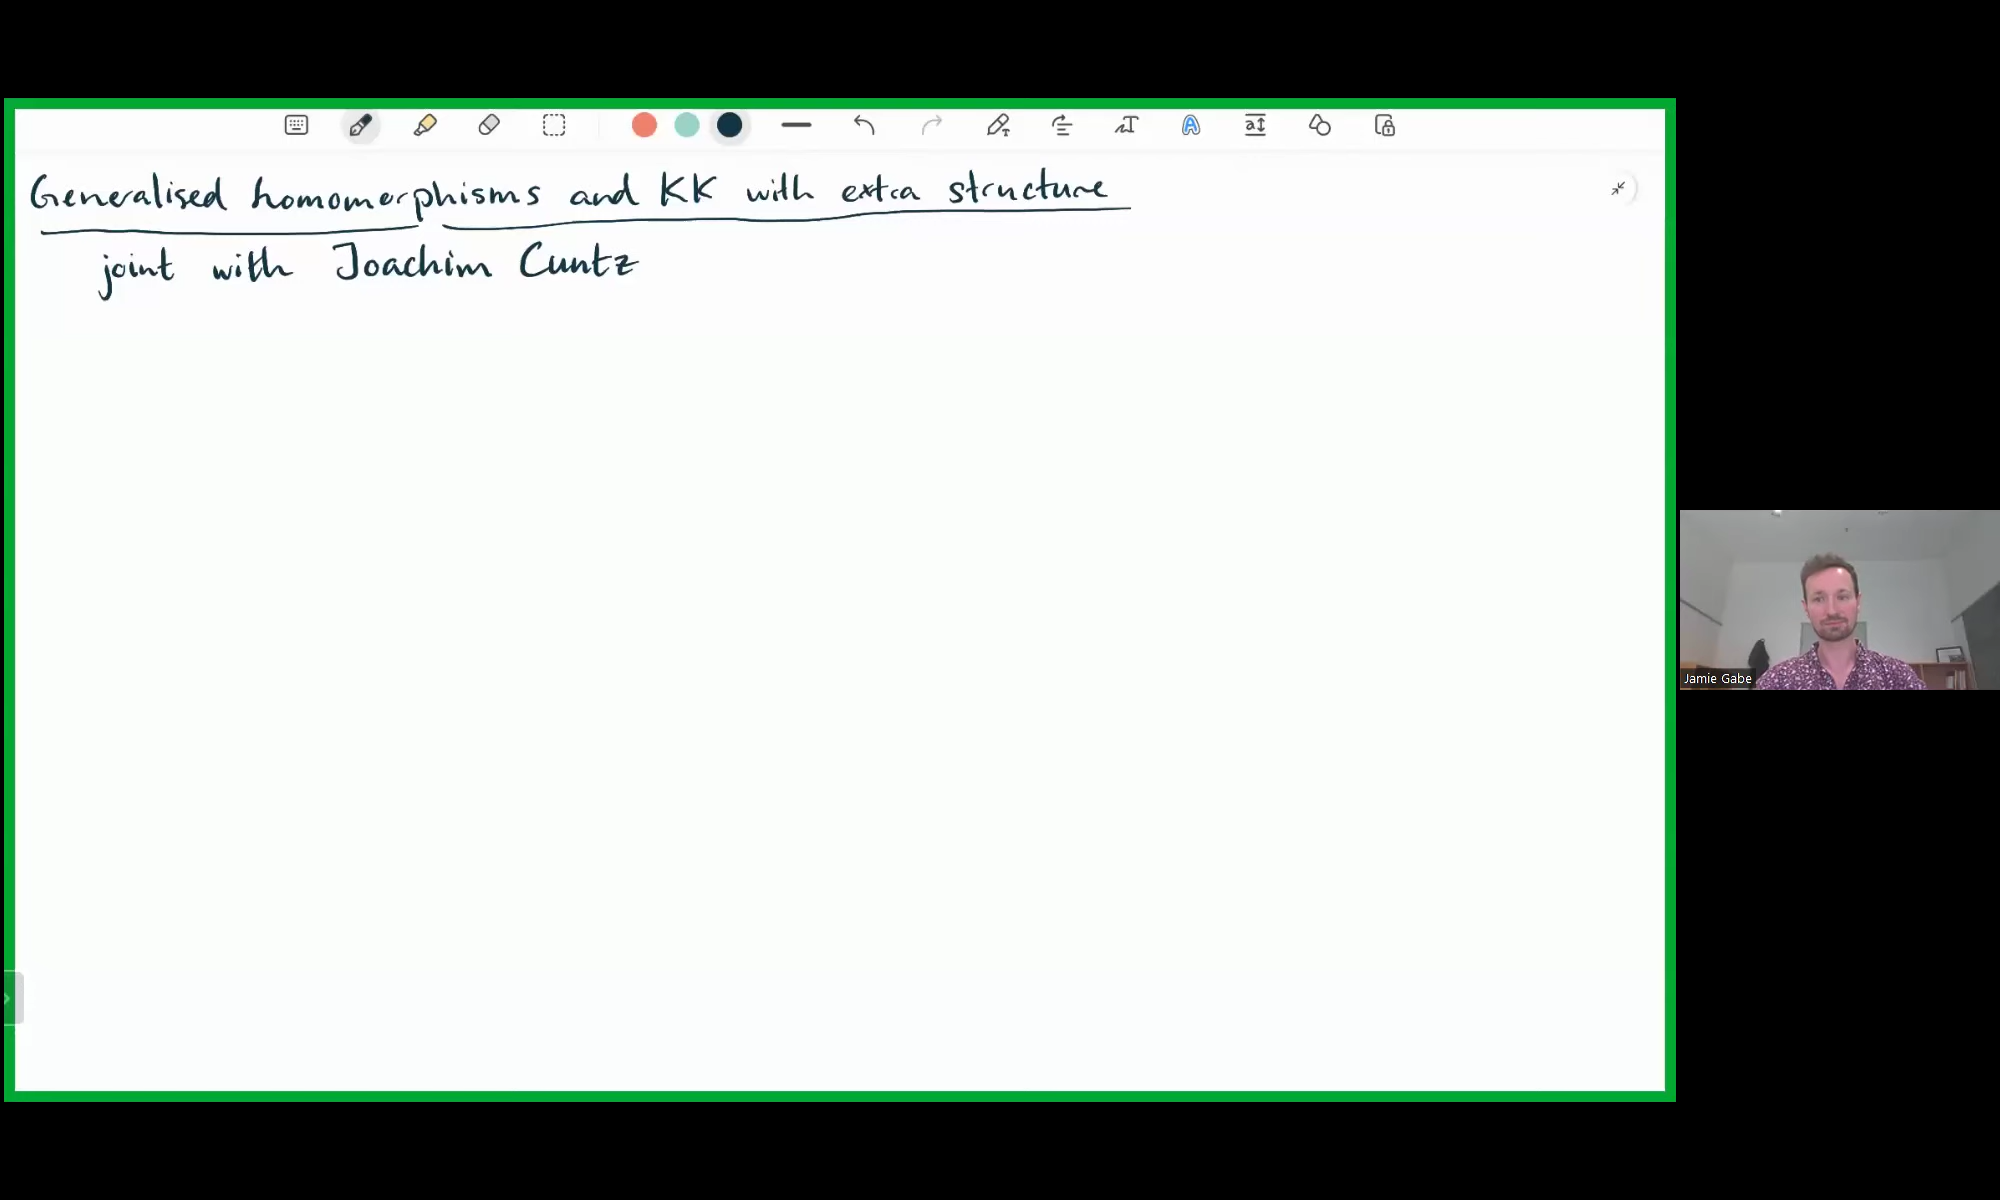 Generalised homomorphisms and KK with extra structure
joint with Joachim Cuntz
Jamie Gabe